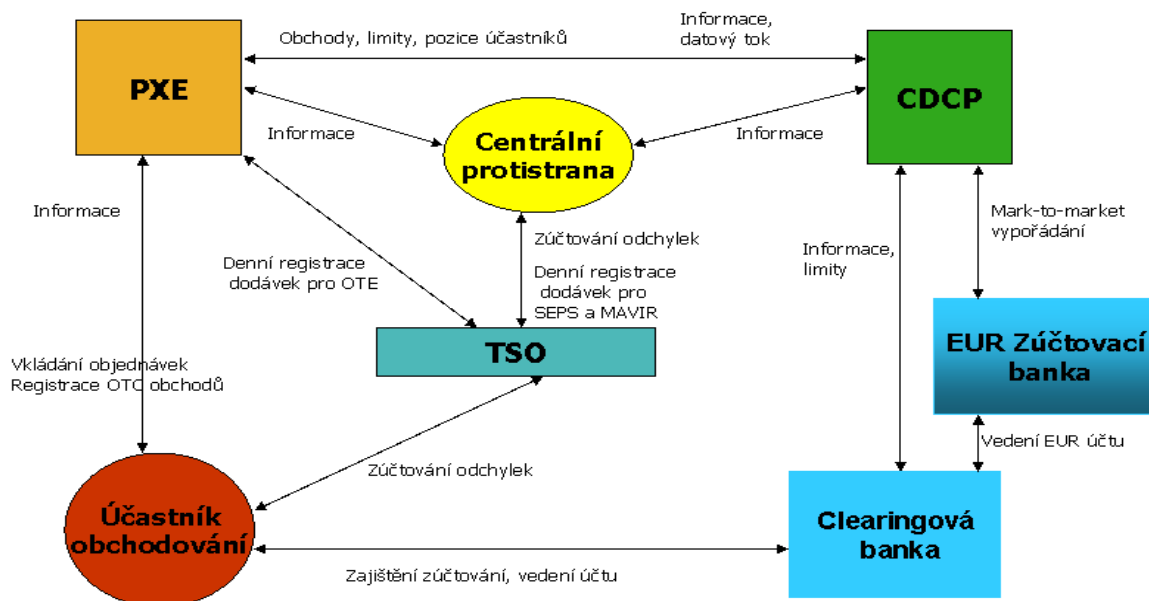 Informace,
datový tok
Obchody, limity, pozice účastníků
PXE
CDCP
Informace
Centrální
protistrana
Informace
Informace
Mark-to-market
vypořádání
Zúčtování odchylek
Informace,
limity
Denní registrace
dodávek pro OTE
Denní registrace
dodávek pro
SEPS a MAVIR
TSO
EUR Zúčtovací
banka
Vkládání objednávek
Registrace OTC obchodů
Vedení EUR účtu
Zúčtování odchylek
Účastník
obchodování
Clearingová
banka
Zajištění zúčtování, vedení účtu